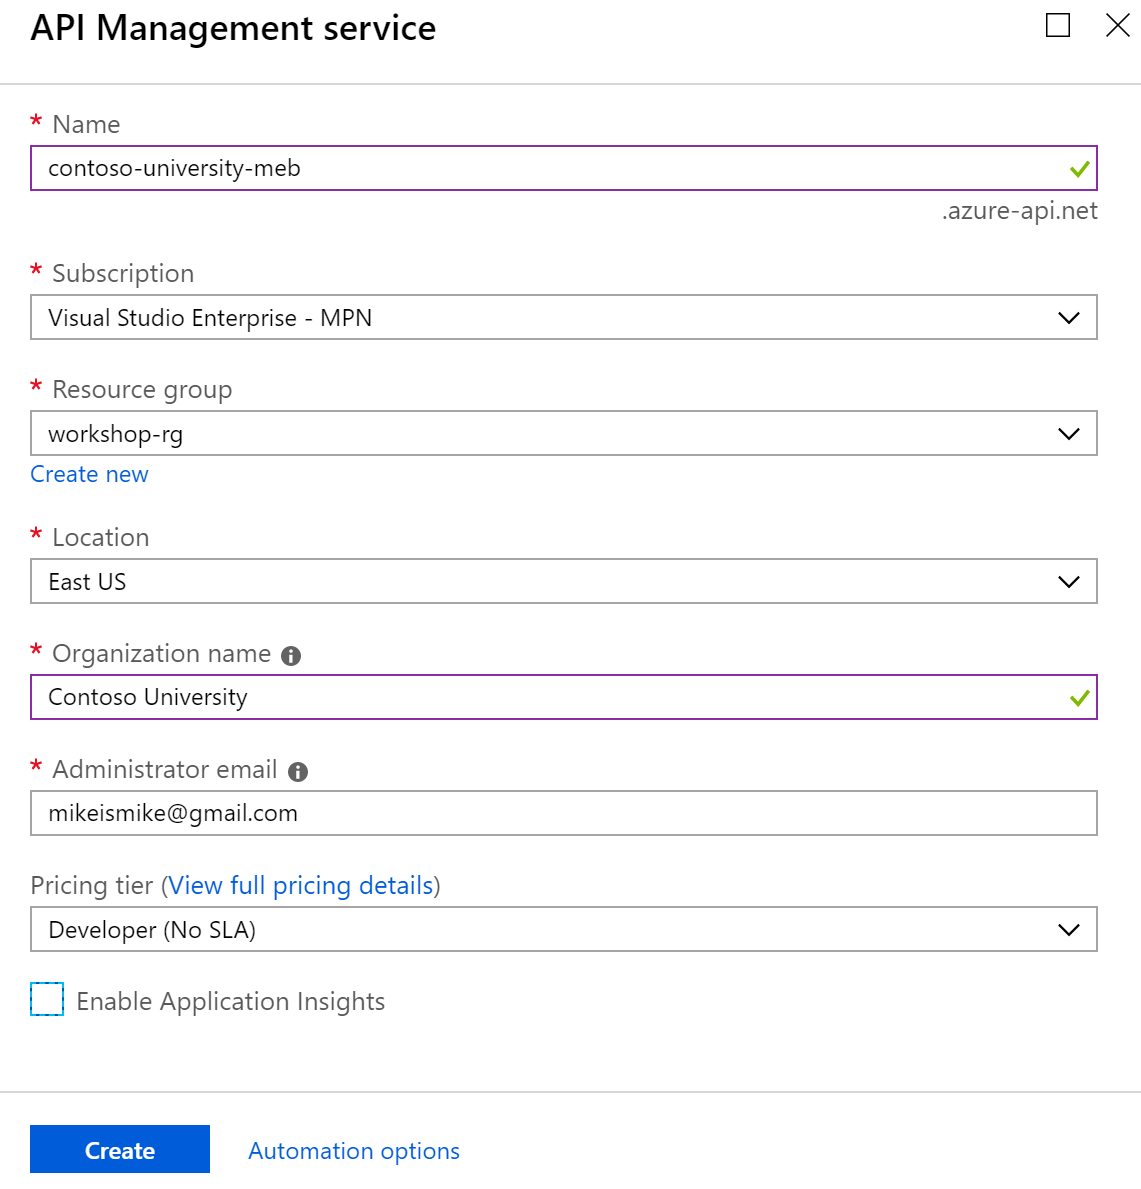 API Management service
* Name
contoso-university-meb
.azure-api.net
* Subscription
Visual Studio Enterprise - MPN
* Resource group
workshop-rg
Create new
* Location
East US
* Organization name
Contoso University
* Administrator email
mikeismike@gmail.com
Pricing tier (View full pricing details)
Developer (No SLA)
Enable Application Insights
Create Automation options